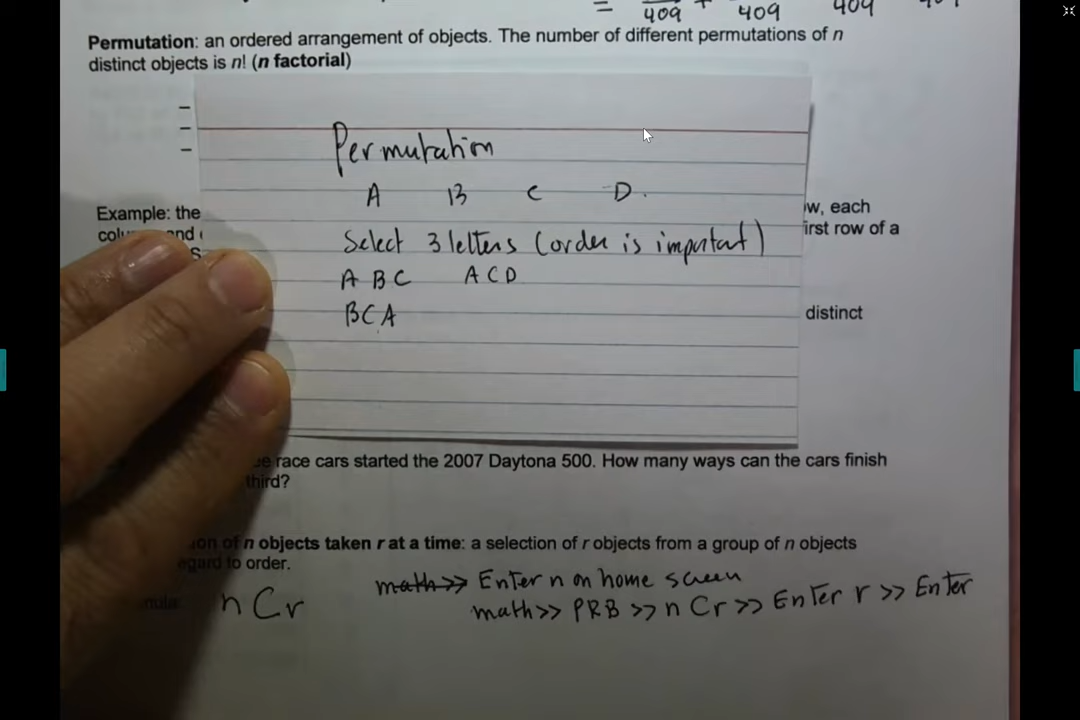 = 409 + 409 409
Permutation: an ordered arrangement of objects. The number of different permutations of n
distinct objects is n! (n factorial)
Permutation
A B C D
Example: the w, each
and irst row of a
Select 3 letters (order is important)
A B C A C D
BCA
distinct
race cars started the 2007 Daytona 500. How many ways can the cars finish
third?
of n objects taken r at a time: a selection of r objects from a group of n objects
egard to order.
math>> Enter n on home screen
n C r math>> PRB >> n C r >> Enter r >> Enter